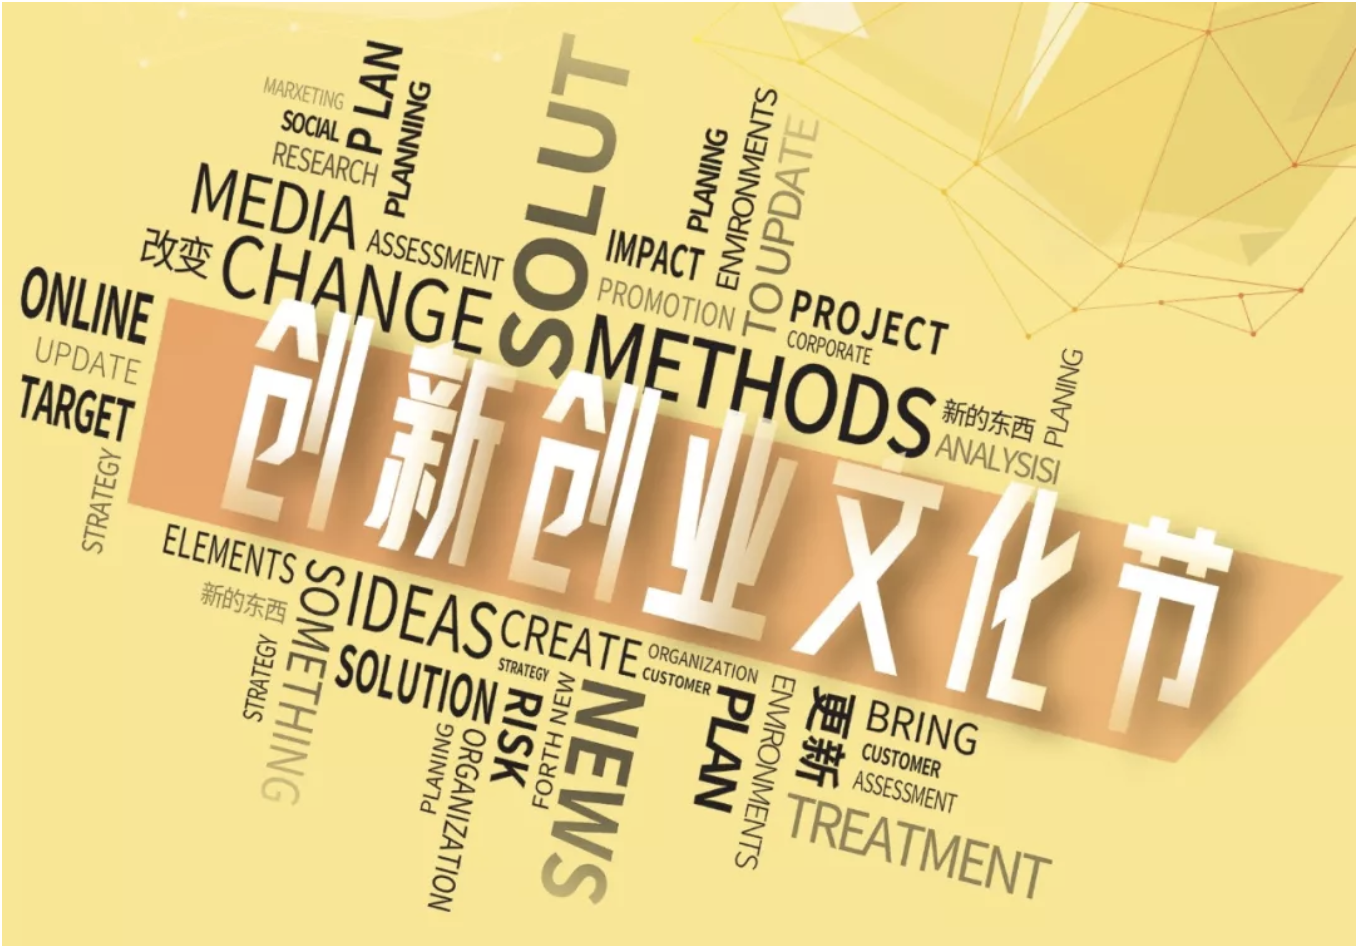 MARXETING
SOCIAL
RESEARCH
PLAN
PLANNING
MEDIA
ASSESSMENT
改变
CHANGE
SOLUT
IMPACT
PLANING
ENVIRONMENTS
TO UPDATE
PROMOTION
METHODS
PROJECT
CORPORATE
新的东西
PLANING
ANALYSISI
ONLINE
UPDATE
TARGET
STRATEGY
创新创业文化节
ELEMENTS
新的东西
STRATEGY
SOMETHING
IDEAS
SOLUTION
CREATE
STRATEGY
ORGANIZATION
CUSTOMER
PLANING
ORGANIZATION
RISK
FORTH NEW
NEWS
PLAN
ENMRONMENTS
更新
BRING
CUSTOMER
ASSESSMENT
TREATMENT